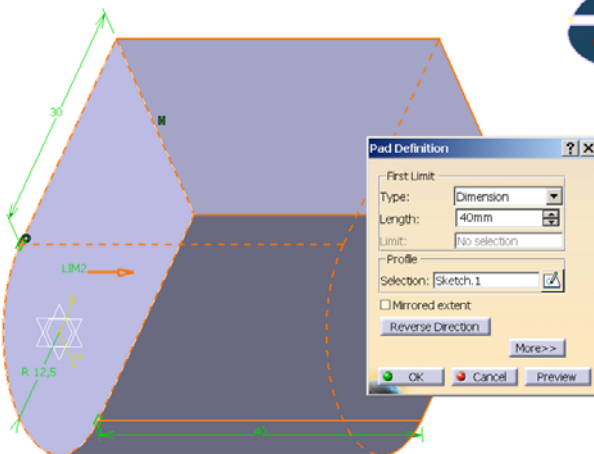 30
H
LIM2
R 12,5
40
Pad Definition
First Limit
Type: Dimension
Length: 40mm
Limit: No selection
Profile
Selection: Sketch.1
Mirrored extent
Reverse Direction
More>>
OK Cancel Preview